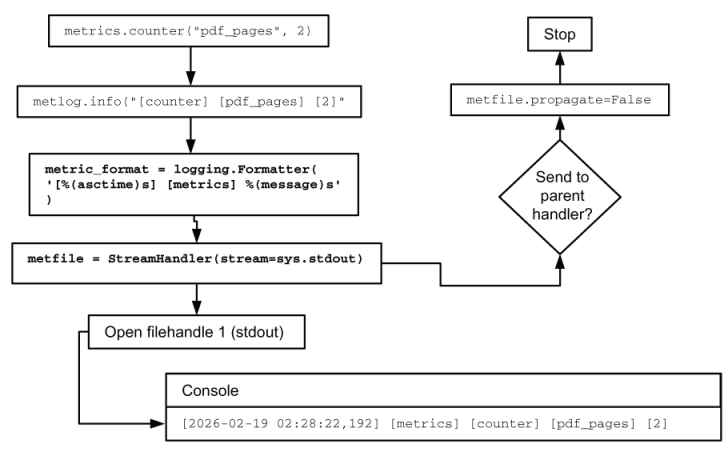 metrics.counter("pdf_pages", 2)
metlog.info("[counter] [pdf_pages] [2]"
metric_format = logging.Formatter(
'[%(asctime)s] [metrics] %(message)s'
)
metfile = StreamHandler(stream=sys.stdout)
Open filehandle 1 (stdout)
Console
[2026-02-19 02:28:22,192] [metrics] [counter] [pdf_pages] [2]
Send to
parent
handler?
metfile.propagate=False
Stop